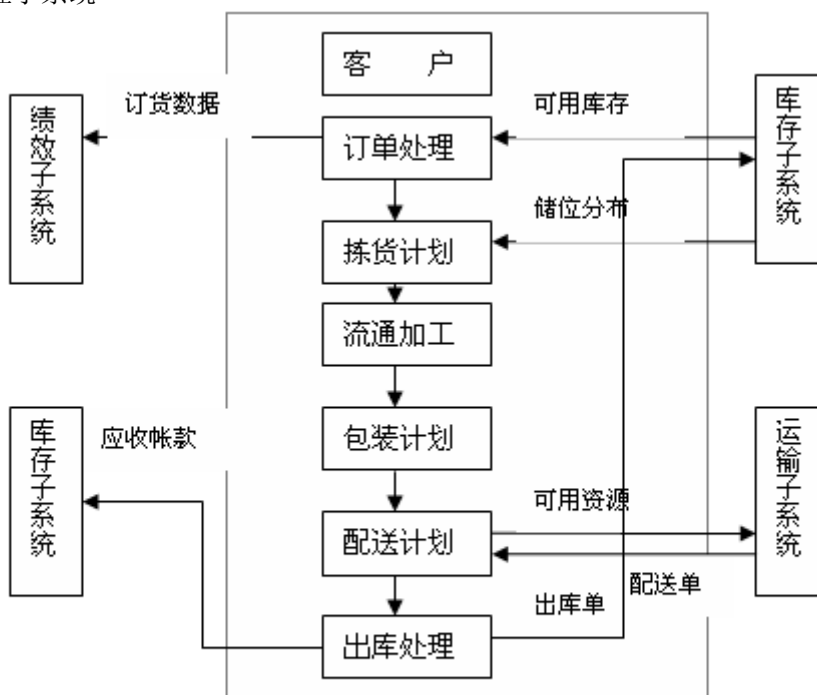 客 户
订货数据
可用库存
库存子系统
绩效子系统
订单处理
储位分布
拣货计划
流通加工
库存子系统
应收帐款
包装计划
运输子系统
可用资源
配送计划
配送单
出库单
出库处理